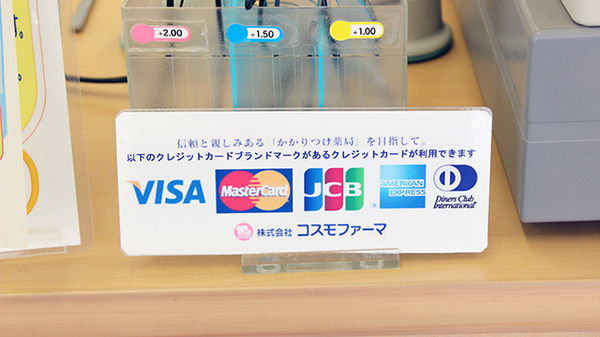 +2.00
+1.50
+1.00
す。
信頼と親しみある「かかりつけ薬局」を目指して。
以下のクレジットカードブランドマークがあるクレジットカードが利用できます
VISA
MasterCard
JCB
AMERICAN EXPRESS
Diners Club International
株式会社 コスモファーマ